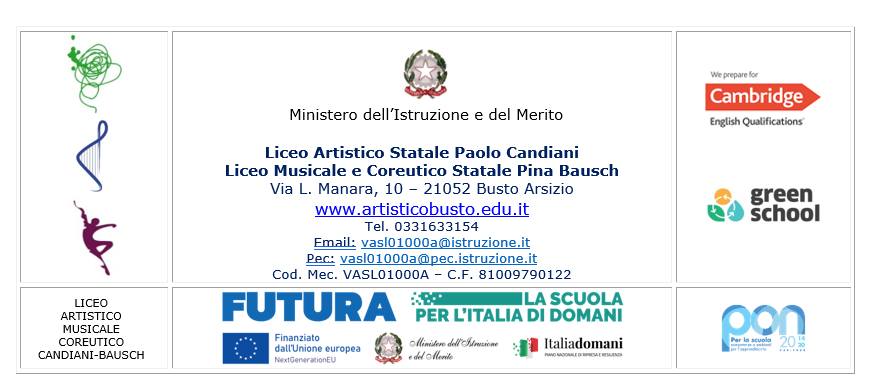 Ministero dell'Istruzione e del Merito
Liceo Artistico Statale Paolo Candiani
Liceo Musicale e Coreutico Statale Pina Bausch
Via L. Manara, 10 – 21052 Busto Arsizio
www.artisticobusto.edu.it
Tel. 0331633154
Email: vasl01000a@istruzione.it
Pec: vasl01000a@pec.istruzione.it
Cod. Mec. VASL01000A – C.F. 81009790122
We prepare for
Cambridge
English Qualifications
green
school
LICEO
ARTISTICO
MUSICALE
COREUTICO
CANDIANI-BAUSCH
FUTURA
LA SCUOLA
PER L'ITALIA DI DOMANI
Finanziato
dall'Unione europea
NextGenerationEU
Ministero dell'Istruzione
e del Merito
Italiadomani
PIANO NAZIONALE DI RIPRESA E RESILIENZA
pon
2014
Per la scuola
2020